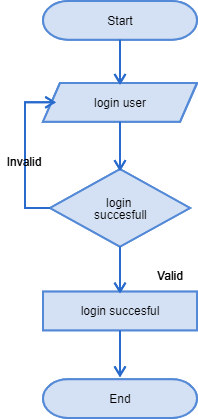 Start
login user
Invalid
login
succesfull
Valid
login succesful
End